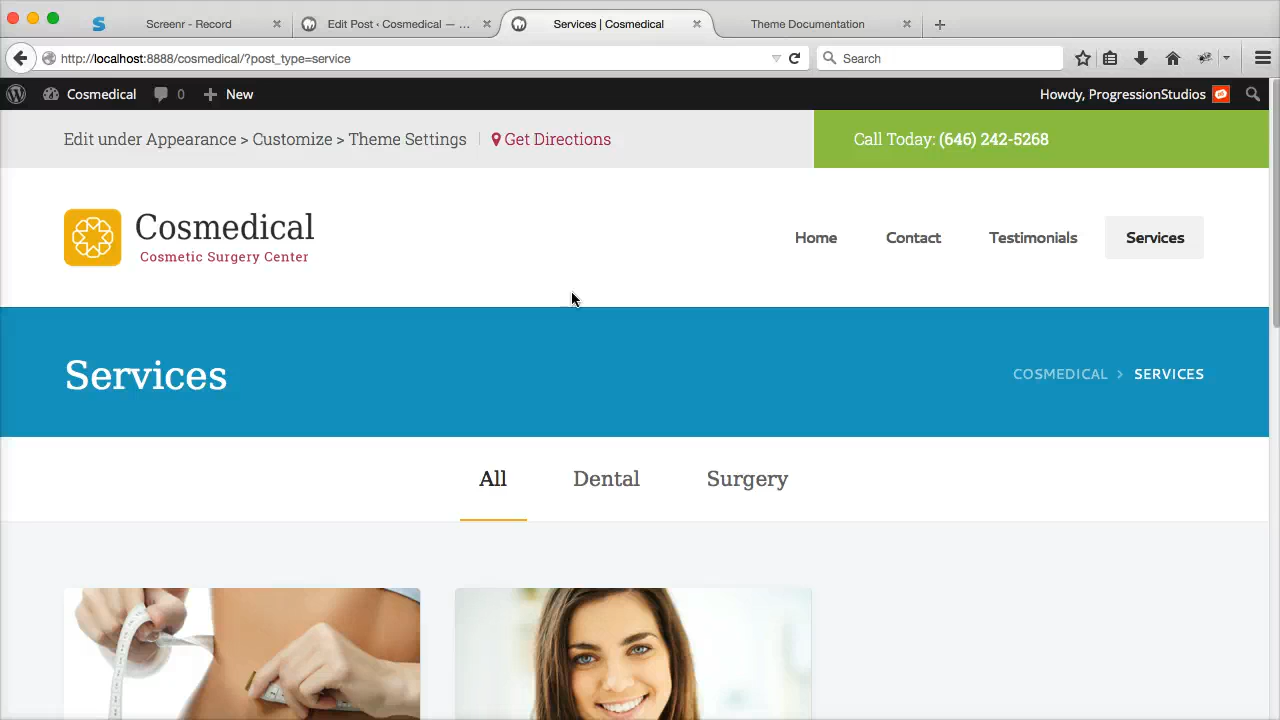 Screenr - Record
Edit Post ‹ Cosmedical — ...
Services | Cosmedical
Theme Documentation
http://localhost:8888/cosmedical/?post_type=service
Search
Cosmedical
0
New
Howdy, ProgressionStudios
Edit under Appearance > Customize > Theme Settings
Get Directions
Call Today: (646) 242-5268
Cosmedical
Cosmetic Surgery Center
Home
Contact
Testimonials
Services
Services
COSMEDICAL > SERVICES
All
Dental
Surgery